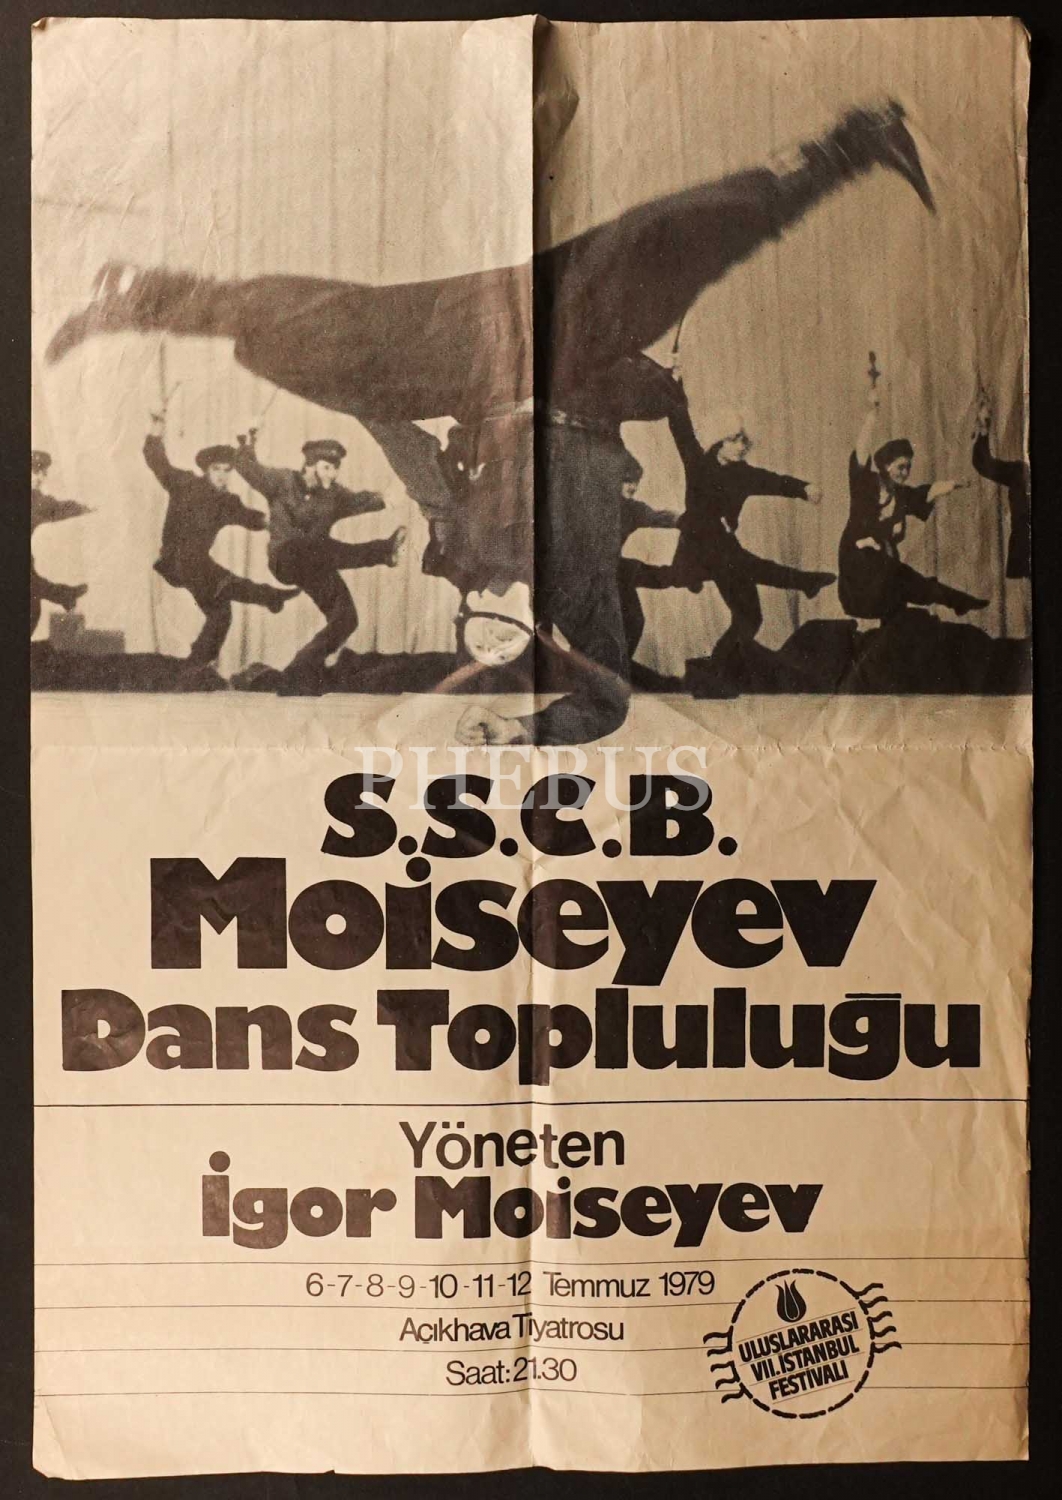 PHEBUS
S.S.C.B.
Moiseyev
Dans Topluluğu
Yöneten
İgor Moiseyev
6-7-8-9-10-11-12 Temmuz 1979
Açıkhava Tiyatrosu
Saat:21.30
ULUSLARARASI
VII.İSTANBUL
FESTİVALİ